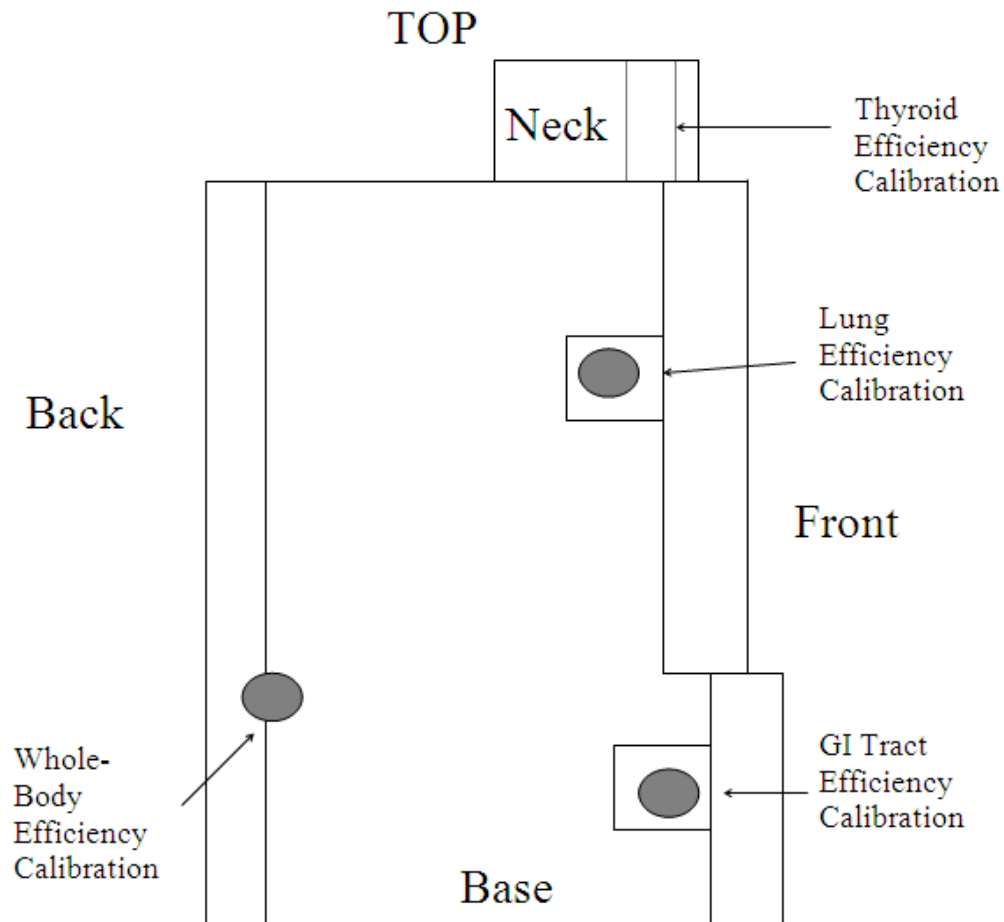 TOP
Neck
Thyroid
Efficiency
Calibration
Lung
Efficiency
Calibration
Back
Front
Whole-
Body
Efficiency
Calibration
GI Tract
Efficiency
Calibration
Base